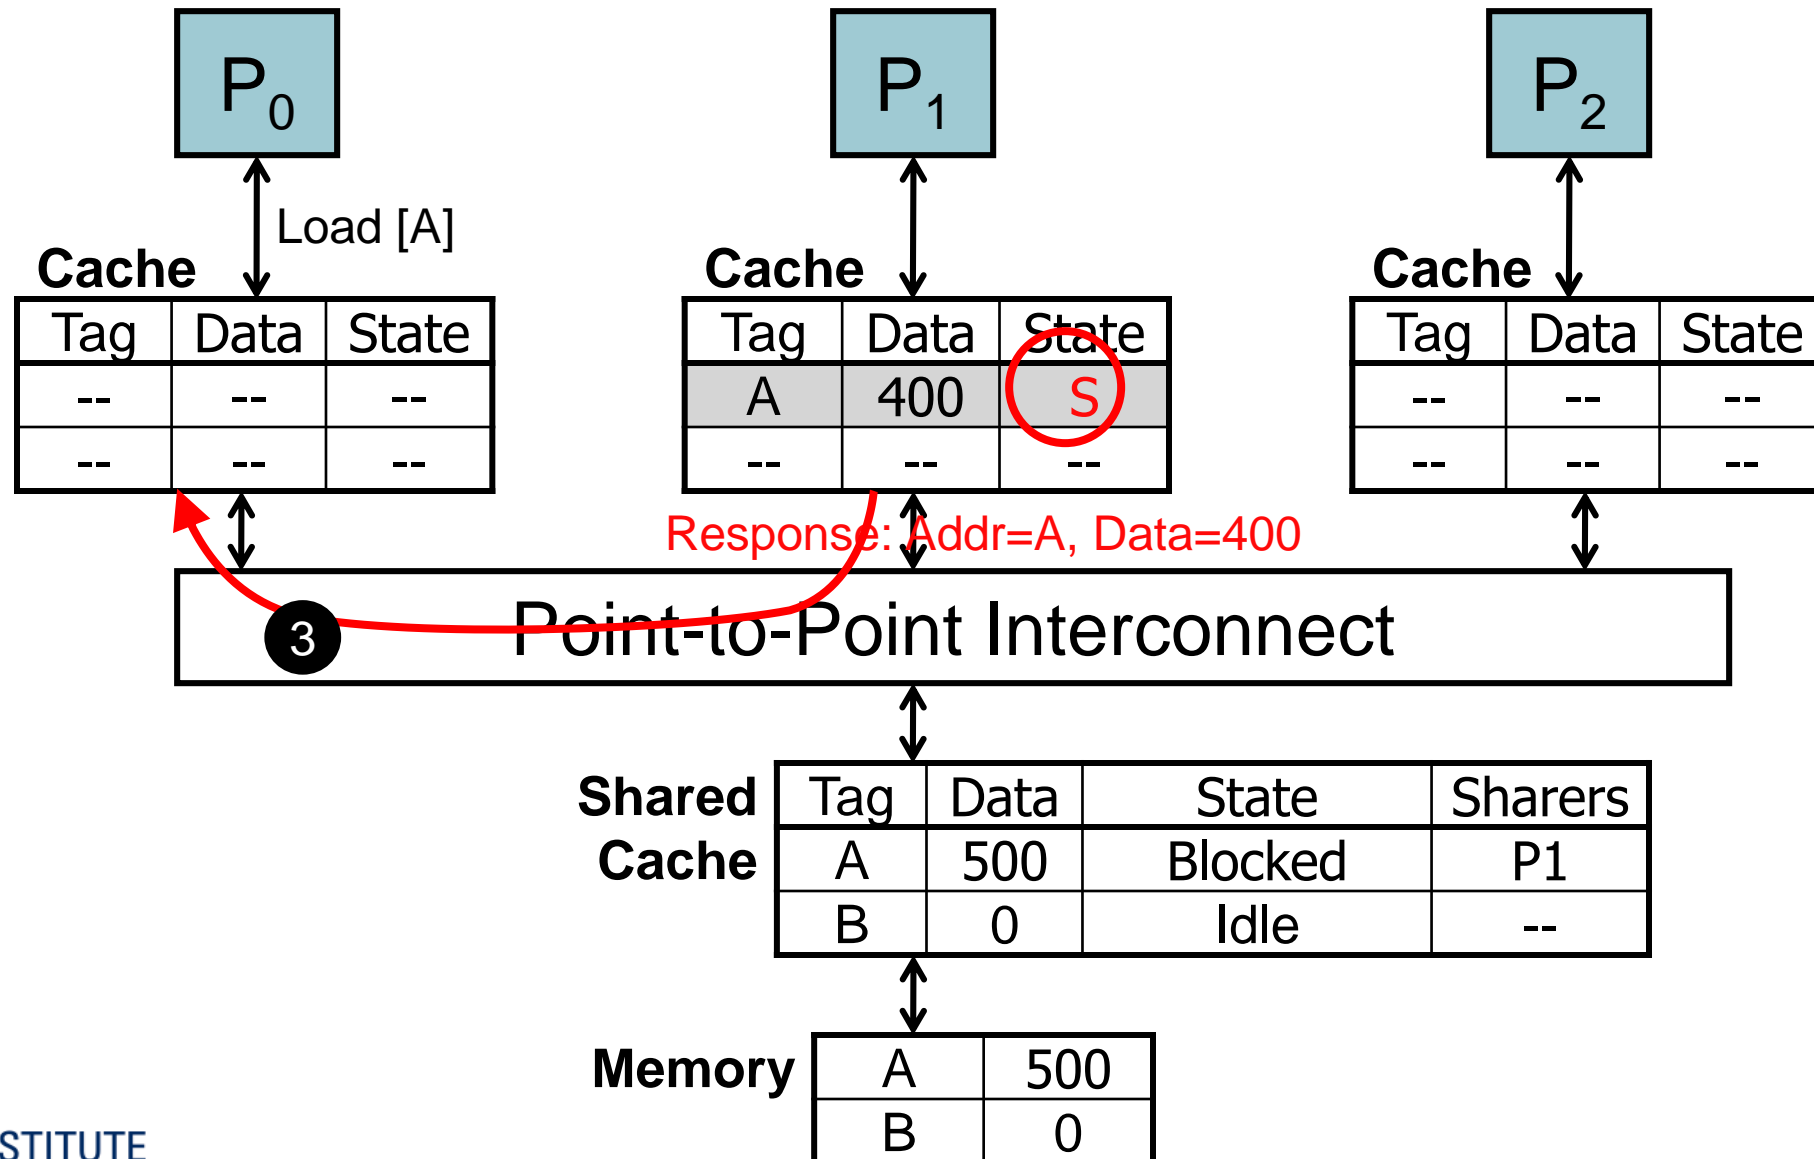 P0 P1 P2
Load [A]
Cache Cache Cache
Tag Data State Tag Data State Tag Data State
-- -- -- A 400 S -- -- --
-- -- -- -- -- -- -- -- --
Response: Addr=A, Data=400
3 Point-to-Point Interconnect
Shared Tag Data State Sharers
Cache A 500 Blocked P1
B 0 Idle --
Memory A 500
B 0
STITUTE